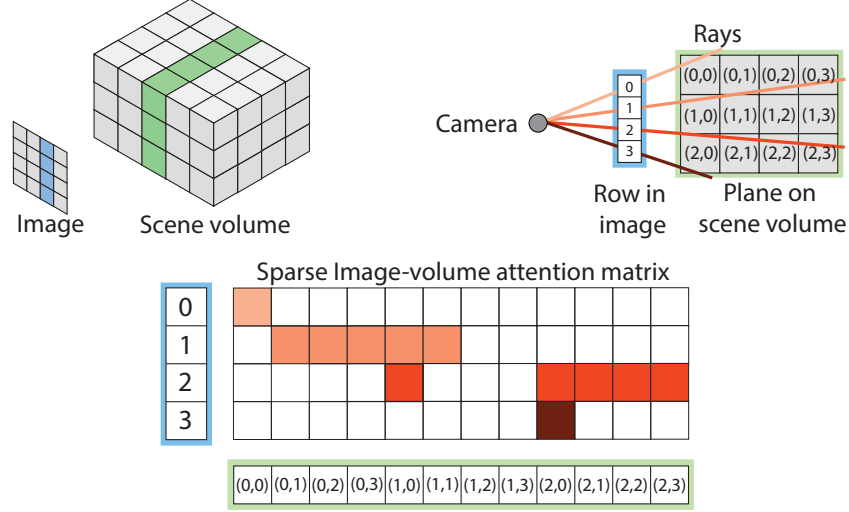 Image
Scene volume
Rays
Camera
0
1
2
3
(0,0) (0,1) (0,2) (0,3)
(1,0) (1,1) (1,2) (1,3)
(2,0) (2,1) (2,2) (2,3)
Row in
image
Plane on
scene volume
Sparse Image-volume attention matrix
0
1
2
3
(0,0) (0,1) (0,2) (0,3) (1,0) (1,1) (1,2) (1,3) (2,0) (2,1) (2,2) (2,3)